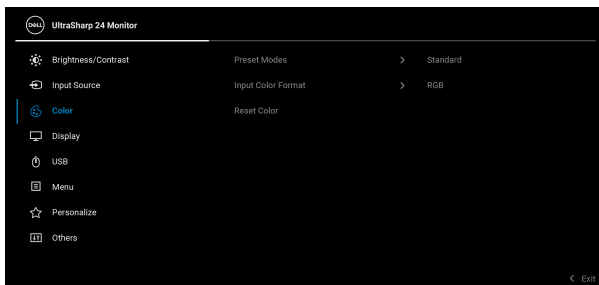 DELL UltraSharp 24 Monitor
Brightness/Contrast Preset Modes > Standard
Input Source Input Color Format > RGB
Color Reset Color
Display
USB
Menu
Personalize
Others
< Exit